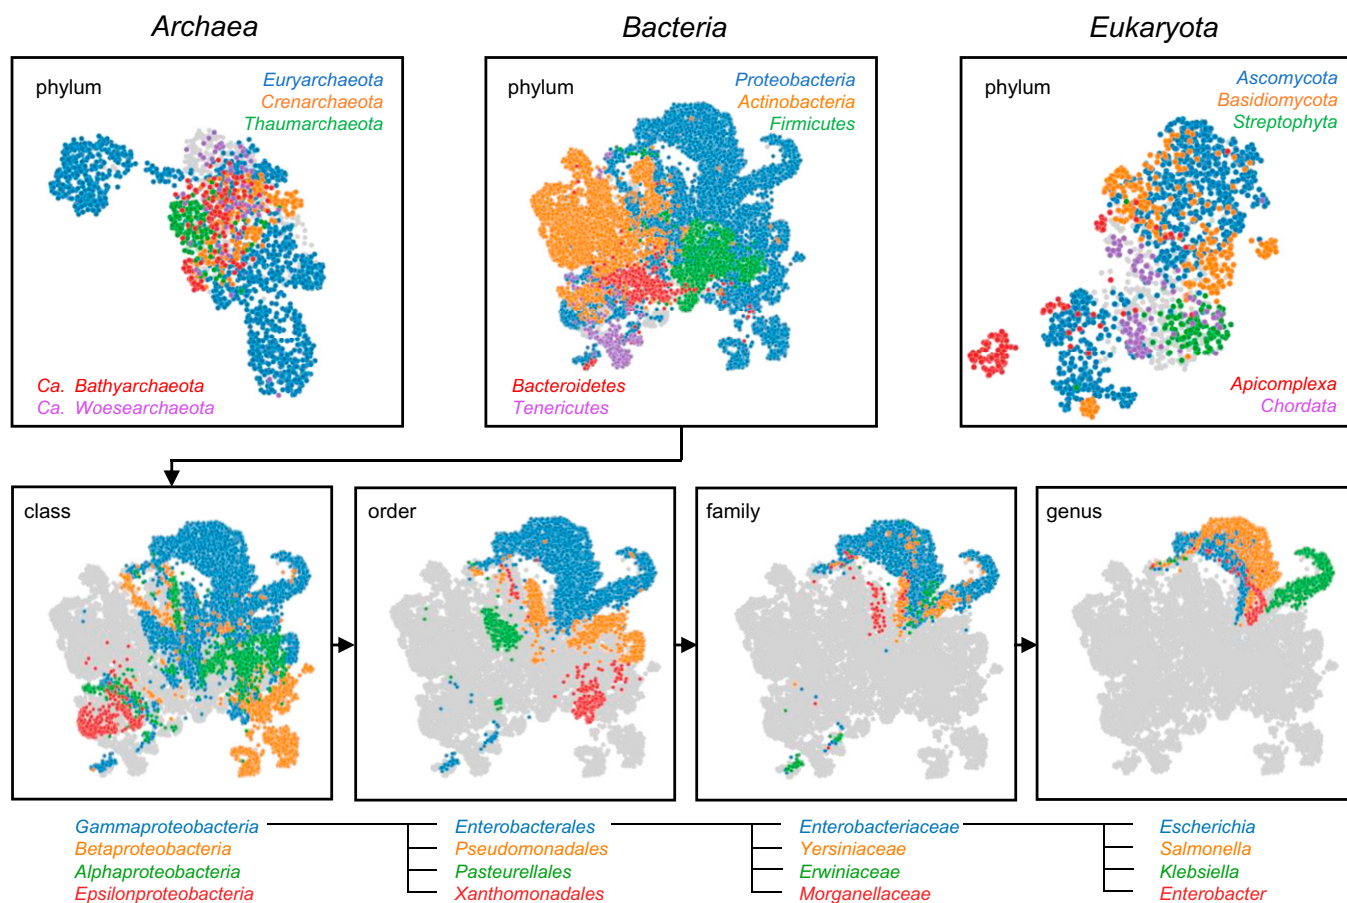 Archaea
Bacteria
Eukaryota
phylum
Euryarchaeota
Crenarchaeota
Thaumarchaeota
Ca. Bathyarchaeota
Ca. Woesearchaeota
phylum
Proteobacteria
Actinobacteria
Firmicutes
Bacteroidetes
Tenericutes
phylum
Ascomycota
Basidiomycota
Streptophyta
Apicomplexa
Chordata
class
order
family
genus
Gammaproteobacteria
Betaproteobacteria
Alphaproteobacteria
Epsilonproteobacteria
Enterobacterales
Pseudomonadales
Pasteurellales
Xanthomonadales
Enterobacteriaceae
Yersiniaceae
Erwiniaceae
Morganellaceae
Escherichia
Salmonella
Klebsiella
Enterobacter